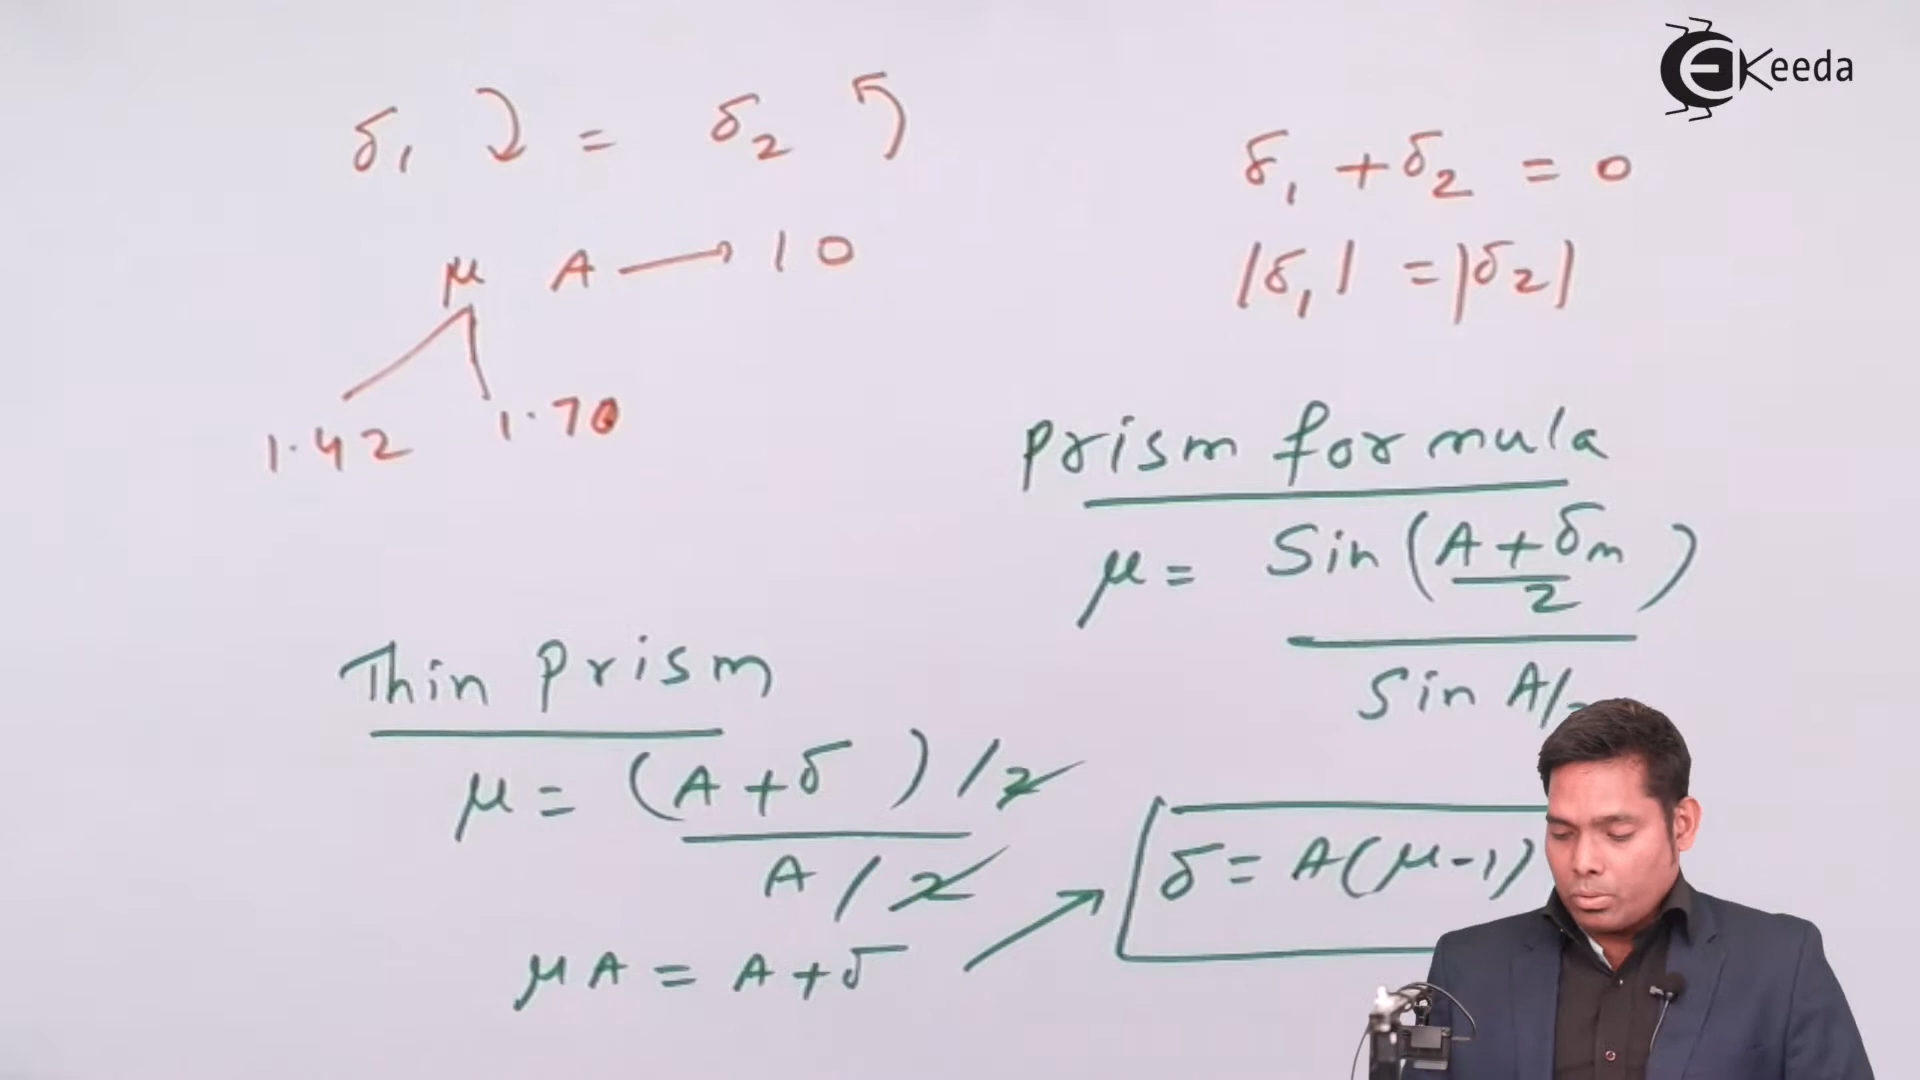 EKeeda
δ₁ ⤵ = δ₂ ⤴
δ₁ + δ₂ = 0
μ A → 10
|δ₁| = |δ₂|
1.42 1.70
Prism formula
μ = Sin (A + δm / 2) / Sin A/
Thin Prism
μ = (A + δ) / 2
A / 2
δ = A(μ - 1)
μA = A + δ